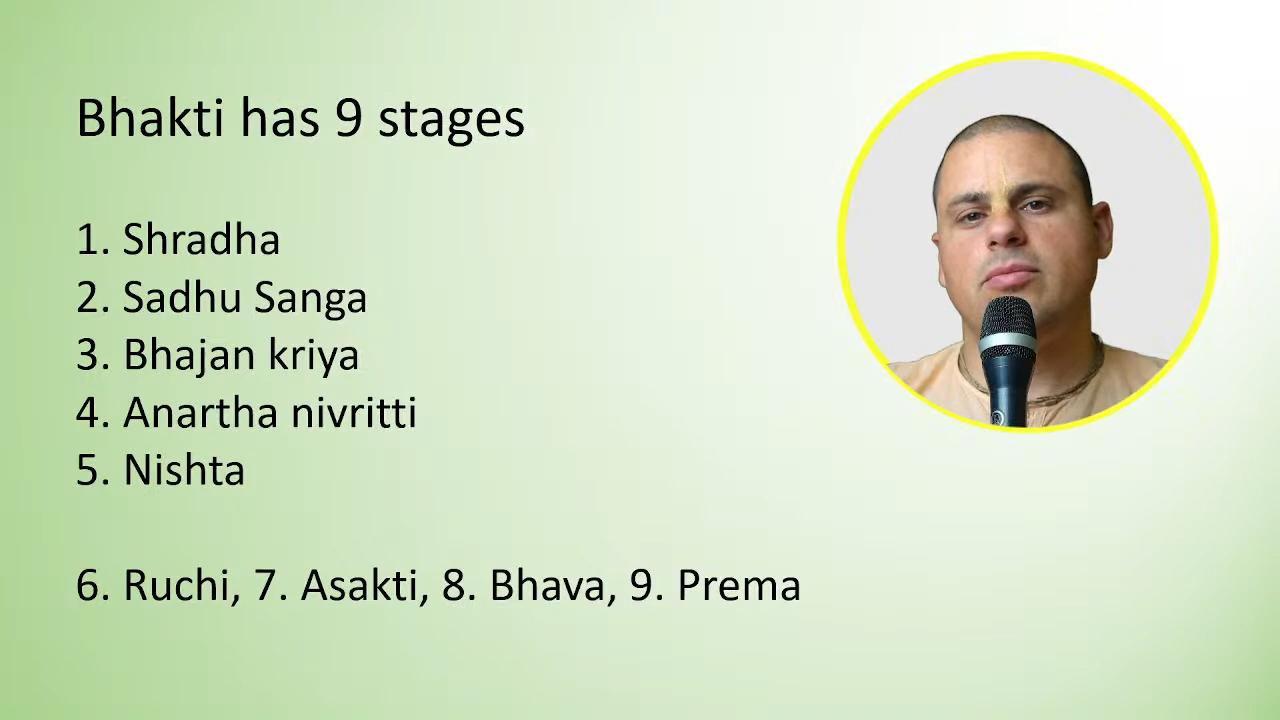 Bhakti has 9 stages
1. Shradha
2. Sadhu Sanga
3. Bhajan kriya
4. Anartha nivritti
5. Nishta
6. Ruchi, 7. Asakti, 8. Bhava, 9. Prema